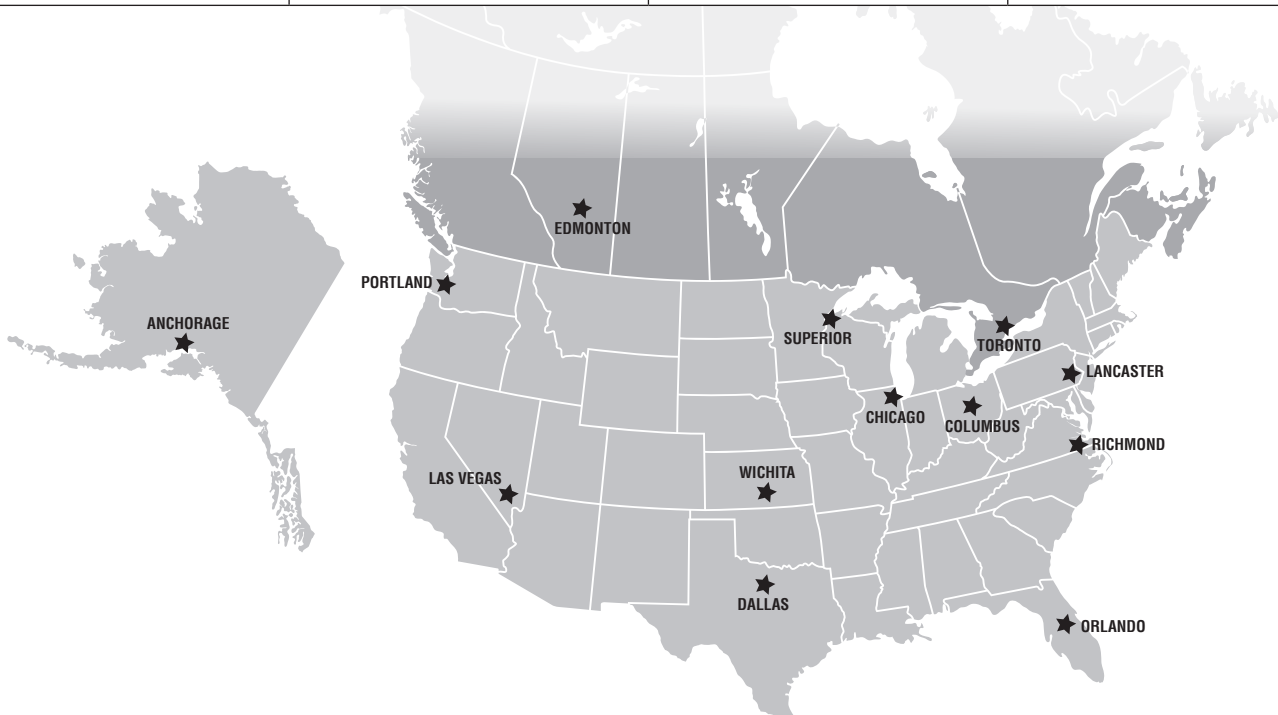 EDMONTON
PORTLAND
ANCHORAGE
SUPERIOR
TORONTO
LANCASTER
CHICAGO
COLUMBUS
RICHMOND
LAS VEGAS
WICHITA
DALLAS
ORLANDO